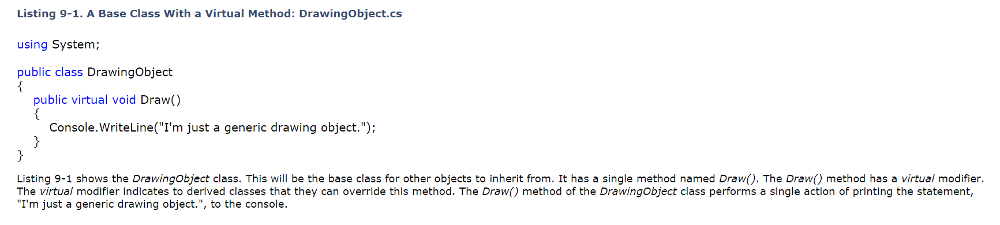 Listing 9-1. A Base Class With a Virtual Method: DrawingObject.cs
using System;
public class DrawingObject
{
public virtual void Draw()
{
Console.WriteLine("I'm just a generic drawing object.");
}
}
Listing 9-1 shows the DrawingObject class. This will be the base class for other objects to inherit from. It has a single method named Draw(). The Draw() method has a virtual modifier.
The virtual modifier indicates to derived classes that they can override this method. The Draw() method of the DrawingObject class performs a single action of printing the statement,
"I'm just a generic drawing object.", to the console.